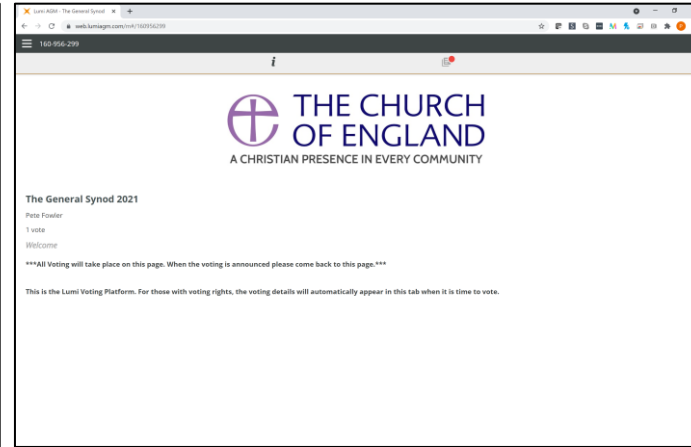 Lumi AGM - The General Synod
web.lumiagm.com/nvt/160956299
160-956-299
THE CHURCH
OF ENGLAND
A CHRISTIAN PRESENCE IN EVERY COMMUNITY
The General Synod 2021
Pete Fowler
1 vote
Welcome
***All Voting will take place on this page. When the voting is announced please come back to this page.***
This is the Lumi Voting Platform. For those with voting rights, the voting details will automatically appear in this tab when it is time to vote.